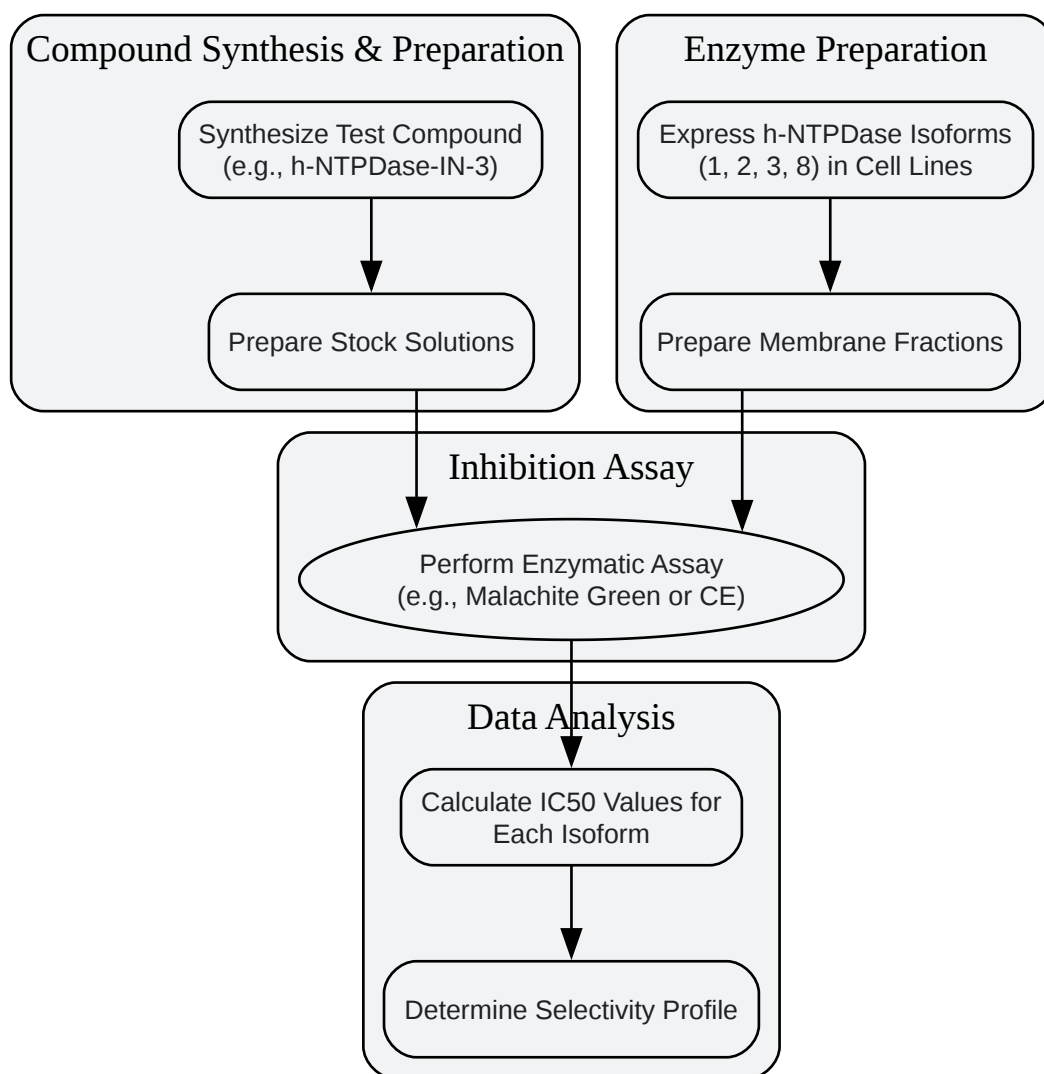 Compound Synthesis & Preparation
Synthesize Test Compound
(e.g., h-NTPDase-IN-3)
Prepare Stock Solutions
Enzyme Preparation
Express h-NTPDase Isoforms
(1, 2, 3, 8) in Cell Lines
Prepare Membrane Fractions
Inhibition Assay
Perform Enzymatic Assay
(e.g., Malachite Green or CE)
Data Analysis
Calculate IC50 Values for
Each Isoform
Determine Selectivity Profile